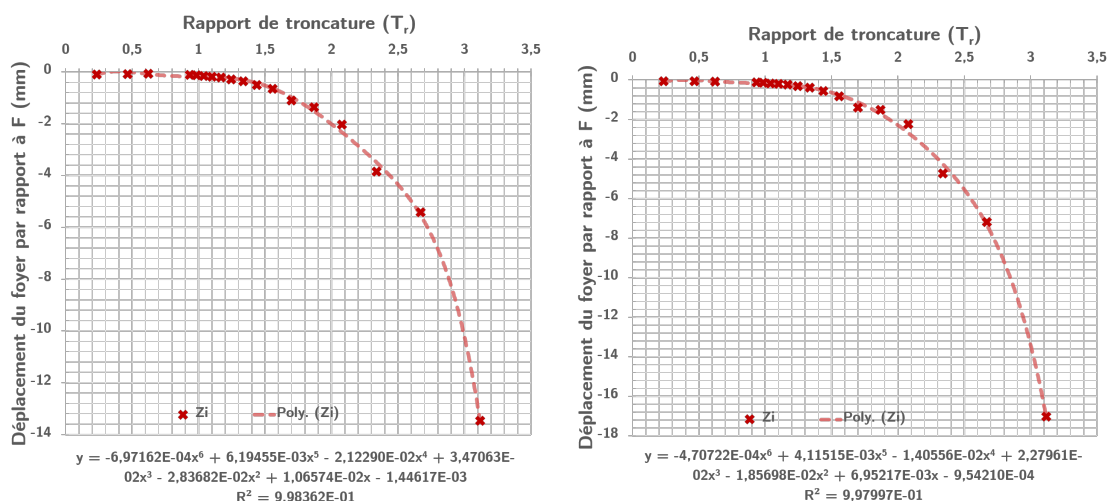 Rapport de troncature (Tr)
0 0,5 1 1,5 2 2,5 3 3,5
0
-2
-4
-6
-8
-10
-12
-14
Déplacement du foyer par rapport à F (mm)
Zi Poly. (Zi)
y = -6,97162E-04x⁶ + 6,19455E-03x⁵ - 2,12290E-02x⁴ + 3,47063E-
02x³ - 2,83682E-02x² + 1,06574E-02x - 1,44617E-03
R² = 9,98362E-01
Rapport de troncature (Tr)
0 0,5 1 1,5 2 2,5 3 3,5
0
-2
-4
-6
-8
-10
-12
-14
-16
-18
Déplacement du foyer par rapport à F (mm)
Zi Poly. (Zi)
y = -4,70722E-04x⁶ + 4,11515E-03x⁵ - 1,40556E-02x⁴ + 2,27961E-
02x³ - 1,85698E-02x² + 6,95217E-03x - 9,54210E-04
R² = 9,97997E-01